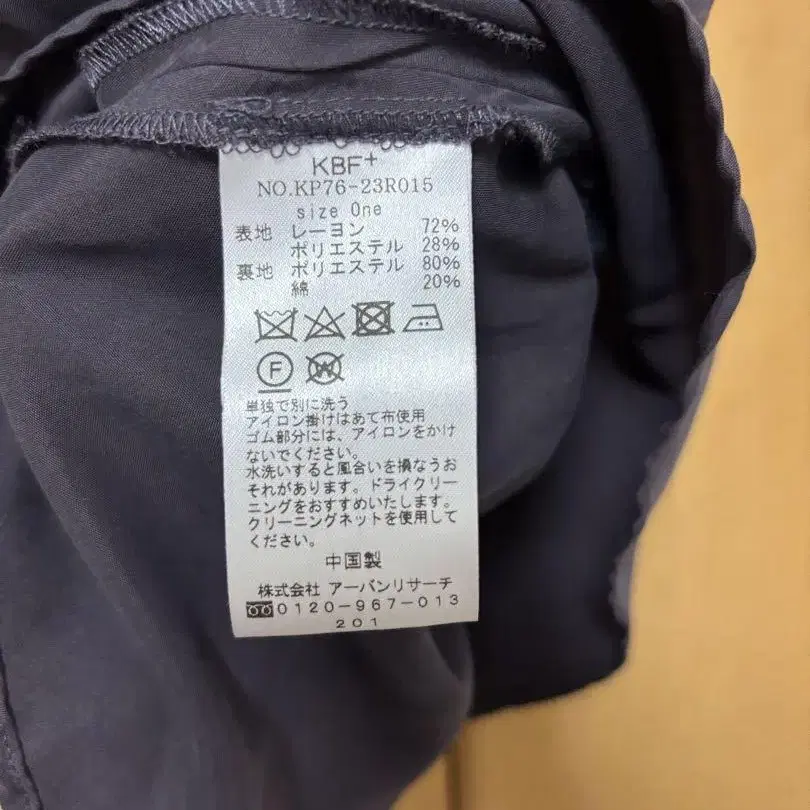 KBF+
NO.KP76-23R015
size One
表地 レーヨン 72%
ポリエステル 28%
裏地 ポリエステル 80%
綿 20%
F W
単独で別に洗う
アイロン掛けはあて布使用
ゴム部分には、アイロンをかけ
ないでください。
水洗いすると風合いを損なうお
それがあります。ドライクリー
ニングをおすすめいたします。
クリーニングネットを使用して
ください。
中国製
株式会社 アーバンリサーチ
0120-967-013
201